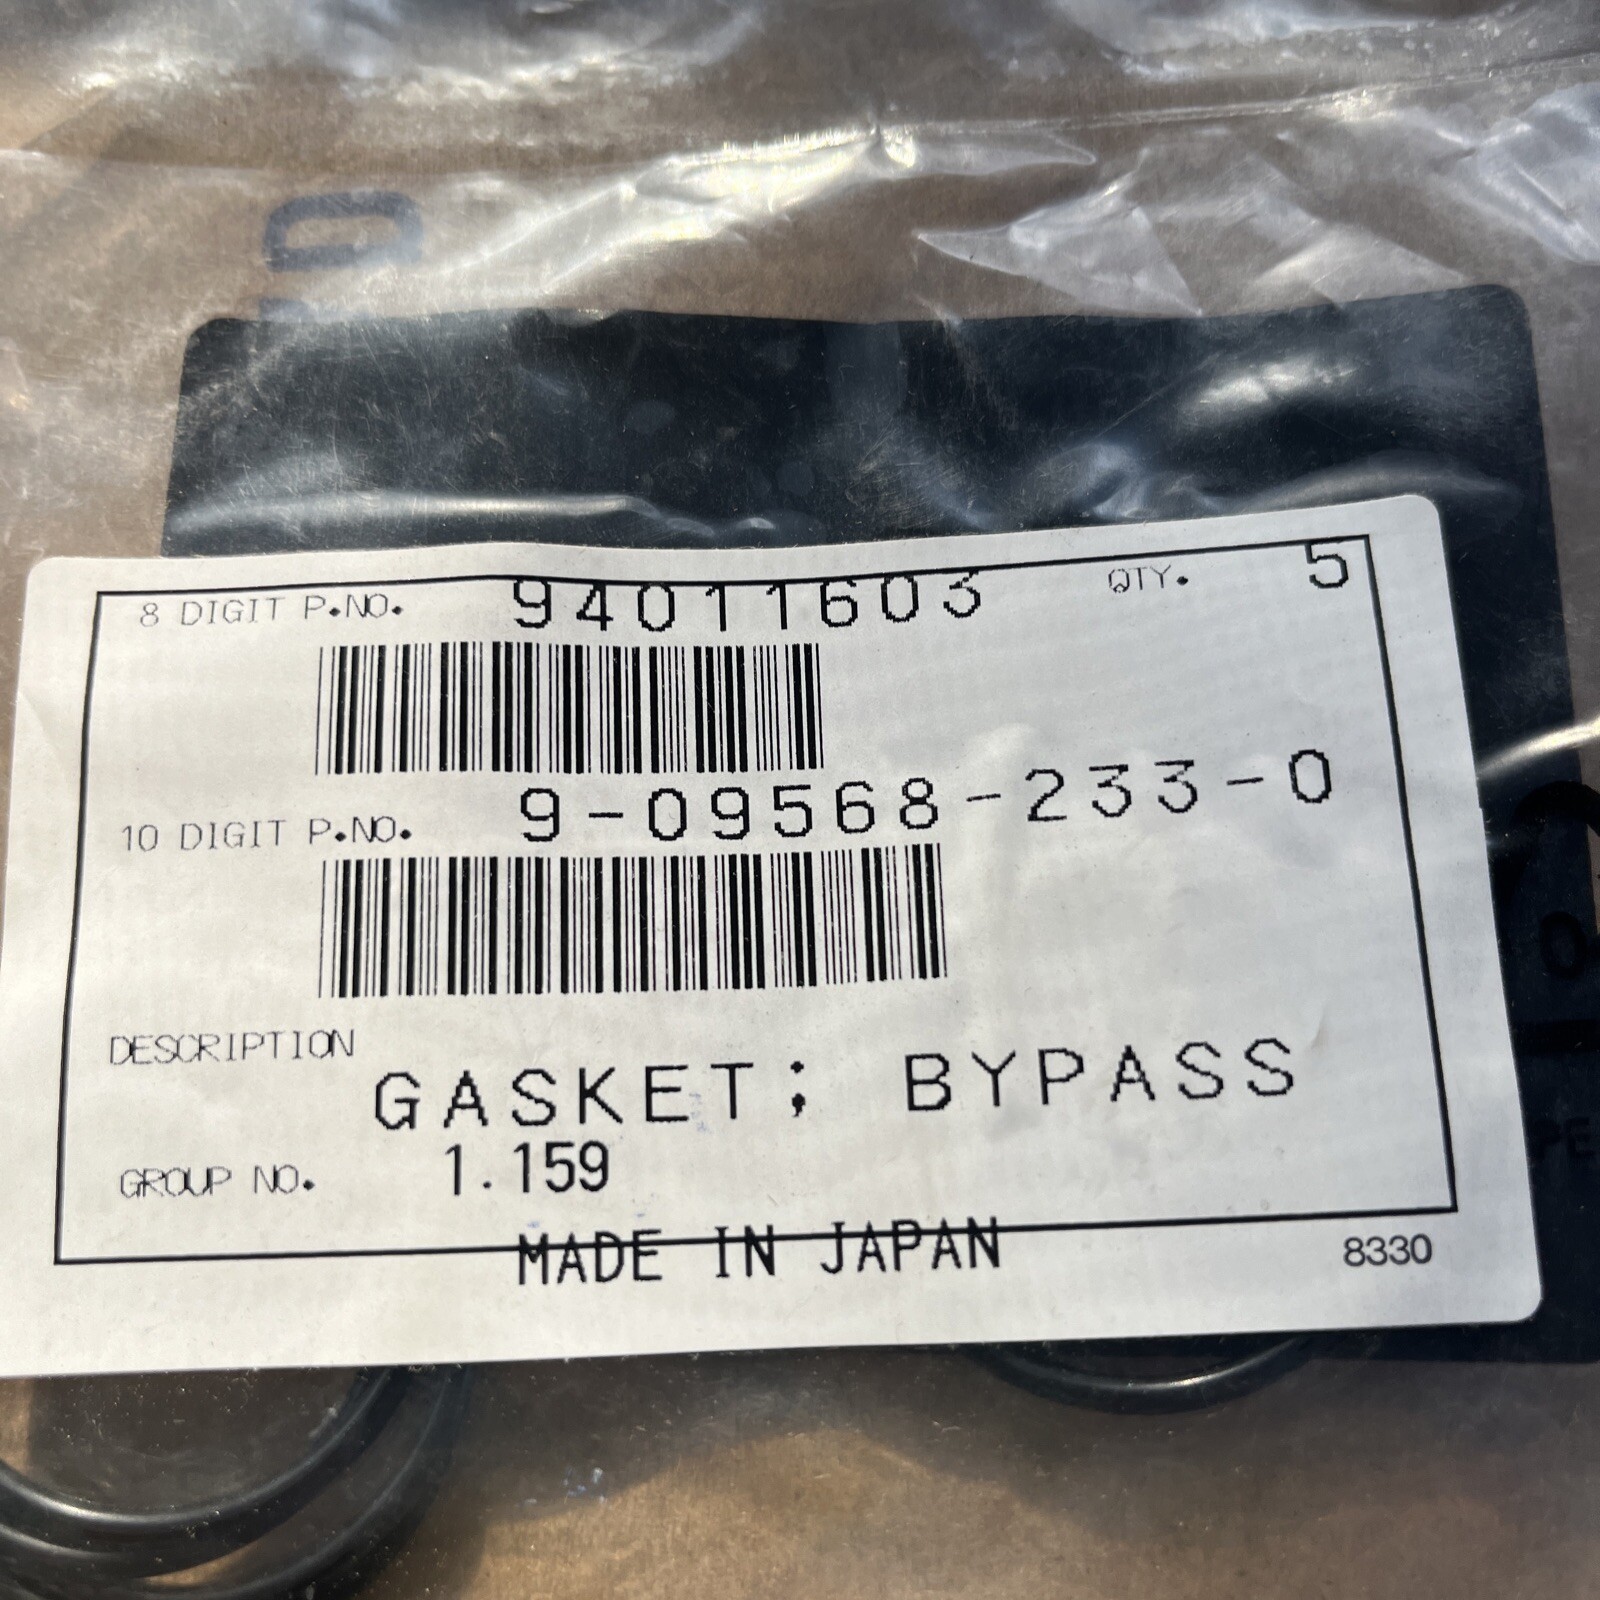 8 DIGIT P.NO. 94011603 QTY. 5
10 DIGIT P.NO. 9-09568-233-0
DESCRIPTION
GASKET; BYPASS
GROUP NO. 1.159
MADE IN JAPAN 8330